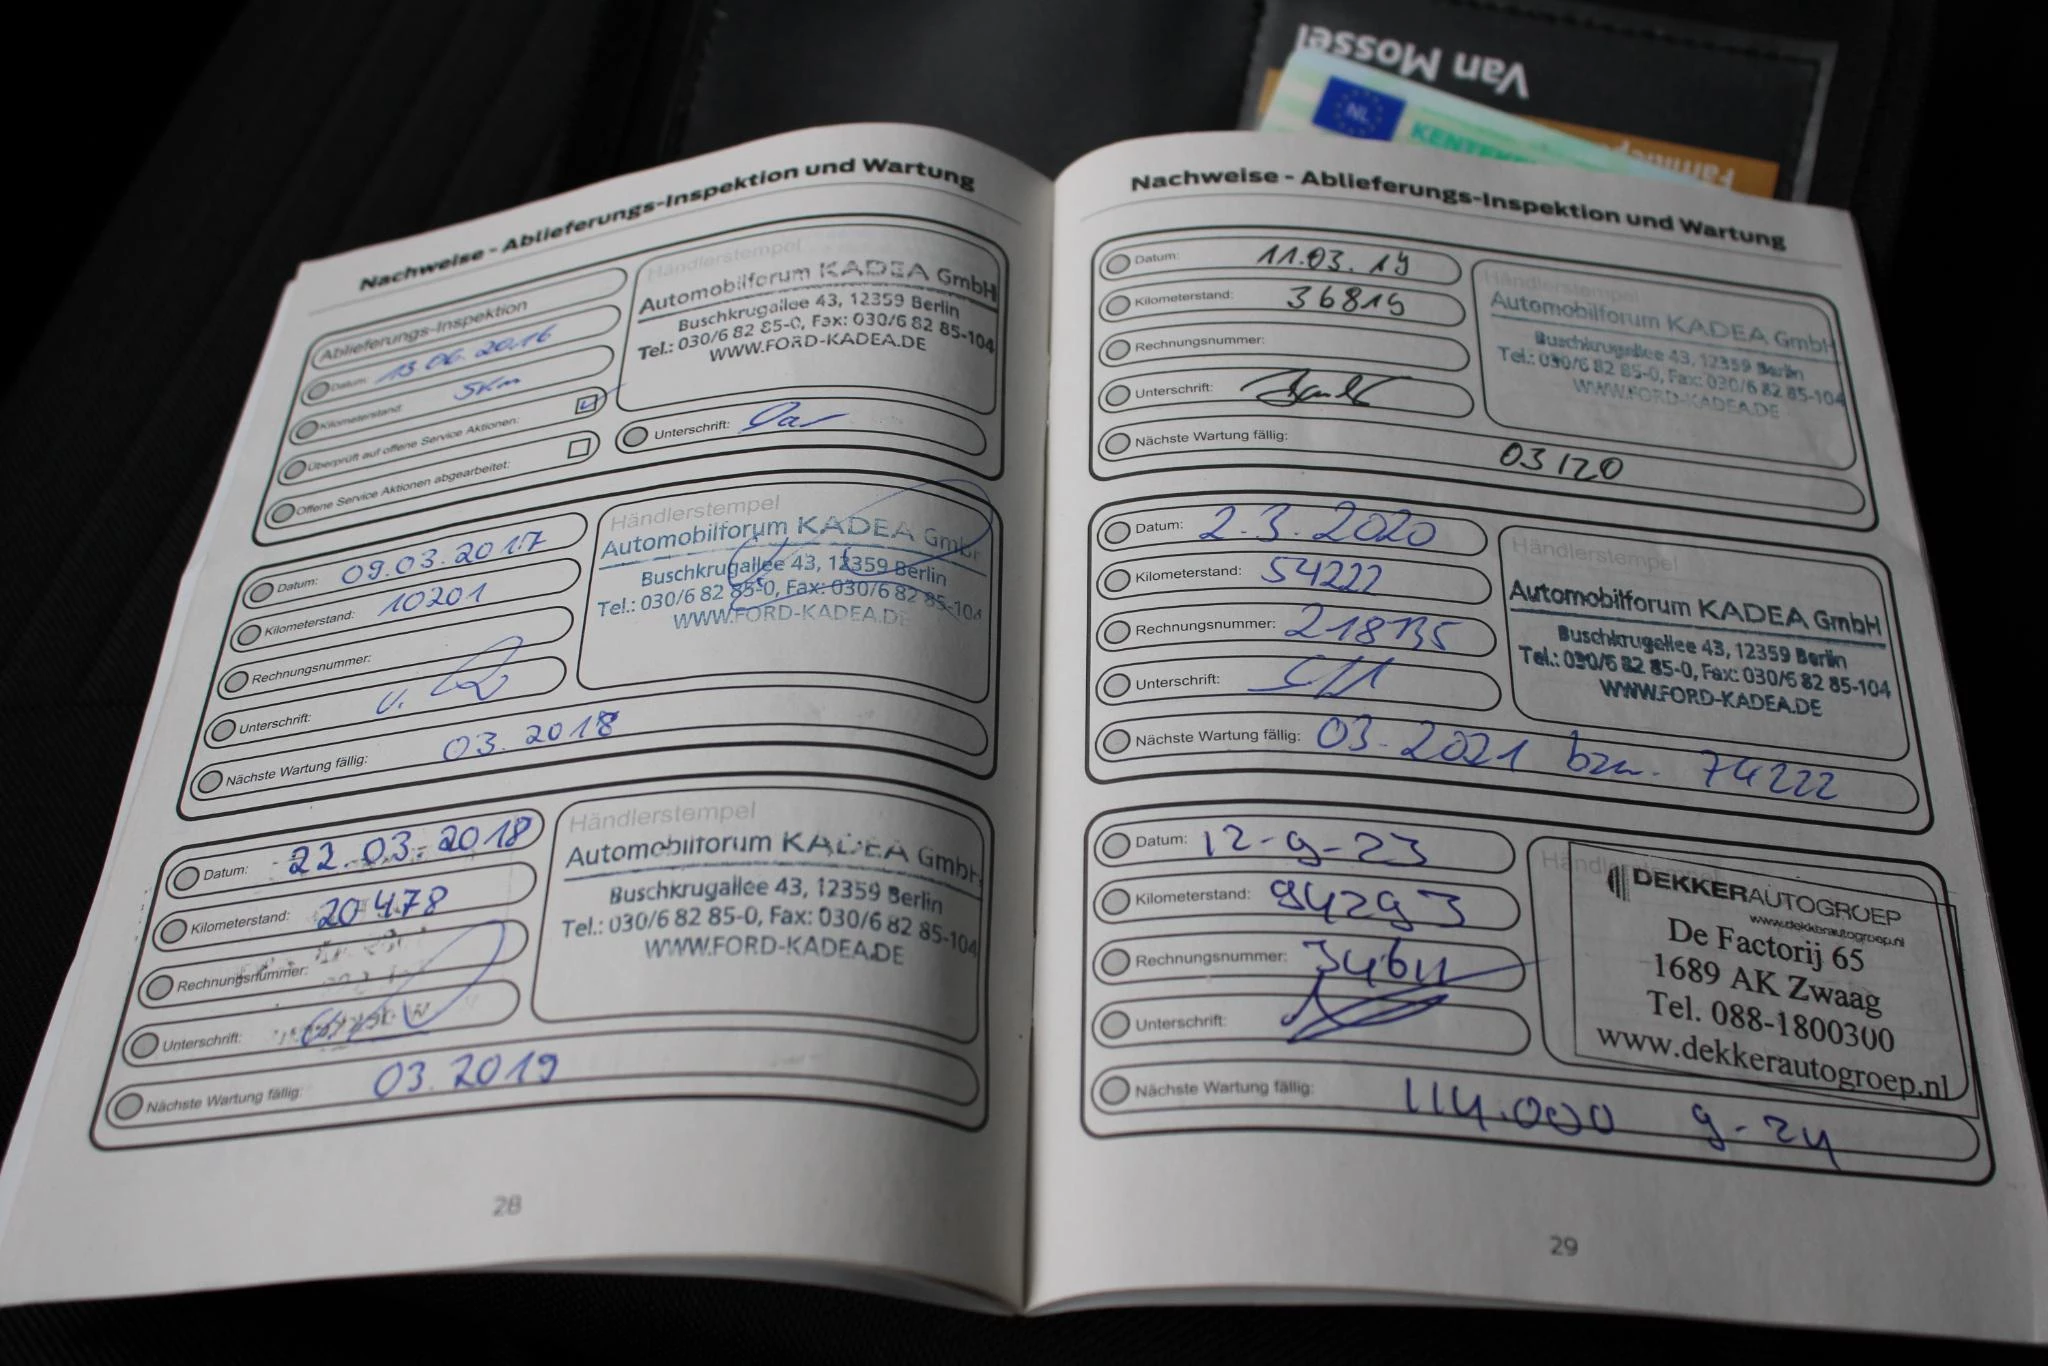 Van Mossel
NL
KENTEKE
Nachweise - Ablieferungs-Inspektion und Wartung
Ablieferungs-Inspektion
Datum: 13.06.2016
Kilometerstand: 5km
Überprüft auf offene Service Aktionen:
Offene Service Aktionen abgearbeitet:
Händlerstempel
Automobilforum KADEA GmbH
Buschkrugallee 43, 12359 Berlin
Tel.: 030/6 82 85-0, Fax: 030/6 82 85-104
WWW.FORD-KADEA.DE
Unterschrift:
Datum: 09.03.2017
Kilometerstand: 10201
Rechnungsnummer:
Unterschrift:
Nächste Wartung fällig: 03.2018
Händlerstempel
Automobilforum KADEA GmbH
Buschkrugallee 43, 12359 Berlin
Tel.: 030/6 82 85-0, Fax: 030/6 82 85-104
WWW.FORD-KADEA.DE
Datum: 22.03.2018
Kilometerstand: 20478
Rechnungsnummer:
Unterschrift:
Nächste Wartung fällig: 03.2019
Händlerstempel
Automobilforum KADEA GmbH
Buschkrugallee 43, 12359 Berlin
Tel.: 030/6 82 85-0, Fax: 030/6 82 85-104
WWW.FORD-KADEA.DE
28
Nachweise - Ablieferungs-Inspektion und Wartung
Datum: 11.03.19
Kilometerstand: 36819
Rechnungsnummer:
Unterschrift:
Nächste Wartung fällig: 03/20
Händlerstempel
Automobilforum KADEA GmbH
Buschkrugallee 43, 12359 Berlin
Tel.: 030/6 82 85-0, Fax: 030/6 82 85-104
WWW.FORD-KADEA.DE
Datum: 2.3.2020
Kilometerstand: 54222
Rechnungsnummer: 218135
Unterschrift:
Nächste Wartung fällig: 03.2021 bzw. 74222
Händlerstempel
Automobilforum KADEA GmbH
Buschkrugallee 43, 12359 Berlin
Tel.: 030/6 82 85-0, Fax: 030/6 82 85-104
WWW.FORD-KADEA.DE
Datum: 12-9-23
Kilometerstand: 84293
Rechnungsnummer:
Unterschrift:
Nächste Wartung fällig: 114.000 9-24
Händlerstempel
DEKKERAUTOGROEP
www.dekkerautogroep.nl
De Factorij 65
1689 AK Zwaag
Tel. 088-1800300
www.dekkerautogroep.nl
29